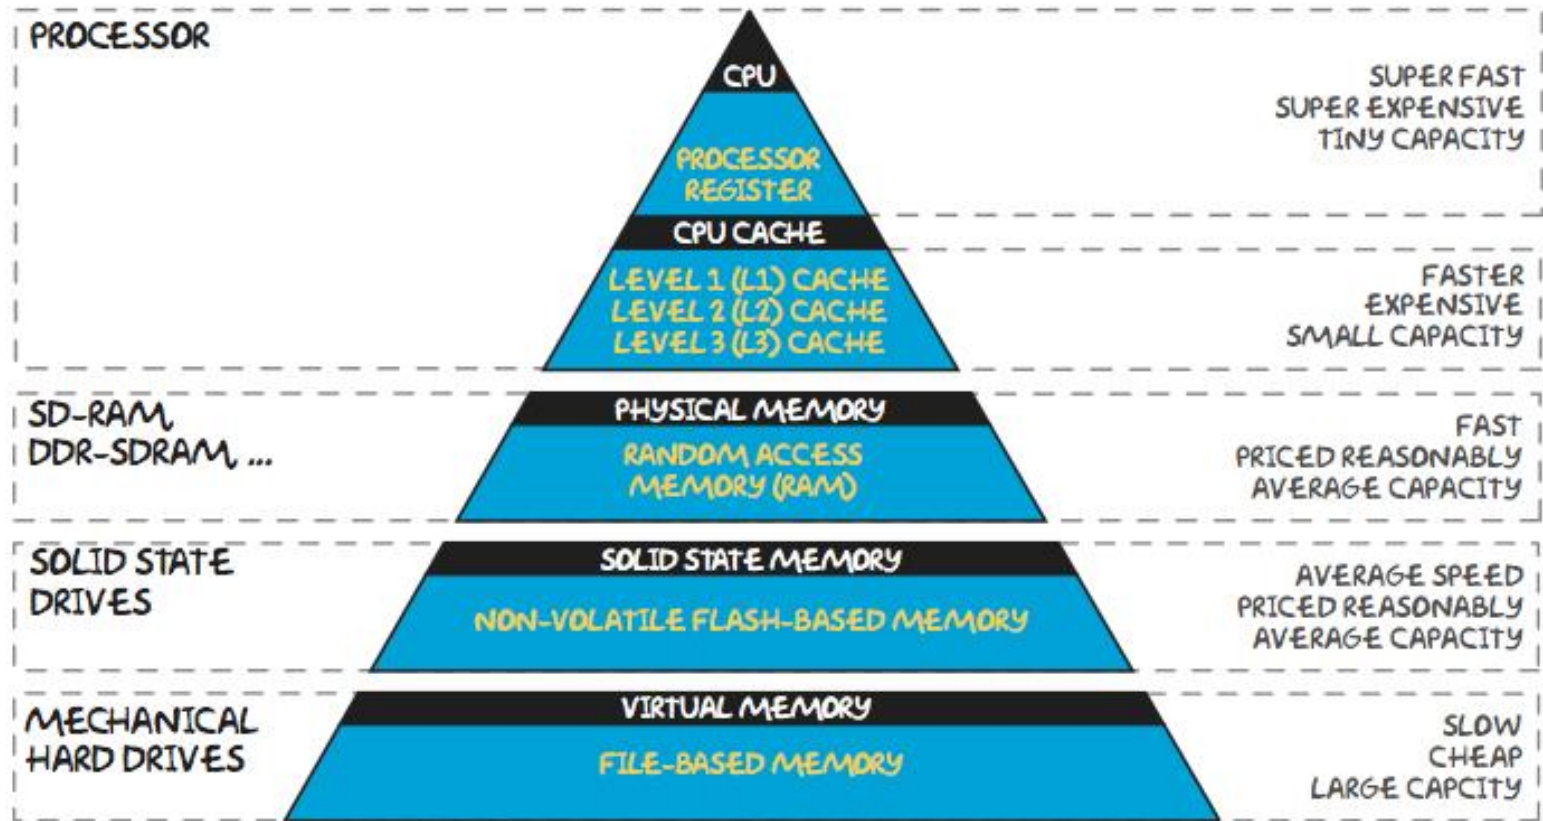 PROCESSOR
CPU
SUPER FAST
SUPER EXPENSIVE
TINY CAPACITY
PROCESSOR
REGISTER
CPU CACHE
LEVEL 1 (L1) CACHE
LEVEL 2 (L2) CACHE
LEVEL 3 (L3) CACHE
FASTER
EXPENSIVE
SMALL CAPACITY
SD-RAM,
DDR-SDRAM, ...
PHYSICAL MEMORY
RANDOM ACCESS
MEMORY (RAM)
FAST
PRICED REASONABLY
AVERAGE CAPACITY
SOLID STATE
DRIVES
SOLID STATE MEMORY
NON-VOLATILE FLASH-BASED MEMORY
AVERAGE SPEED
PRICED REASONABLY
AVERAGE CAPACITY
MECHANICAL
HARD DRIVES
VIRTUAL MEMORY
FILE-BASED MEMORY
SLOW
CHEAP
LARGE CAPCITY